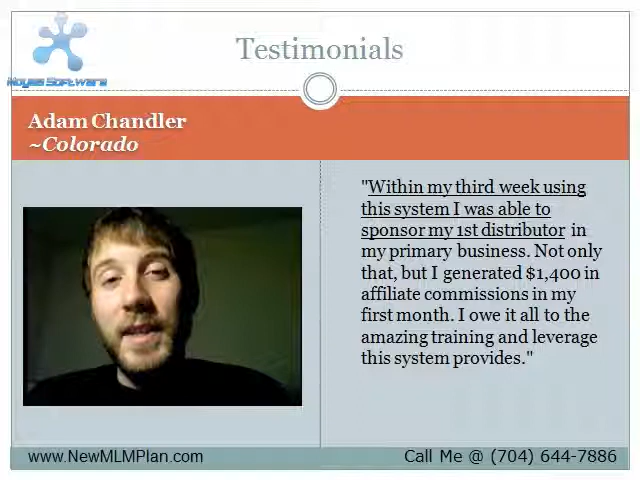 Testimonials
Noyes Software
Adam Chandler
~Colorado
"Within my third week using
this system I was able to
sponsor my 1st distributor in
my primary business. Not only
that, but I generated $1,400 in
affiliate commissions in my
first month. I owe it all to the
amazing training and leverage
this system provides."
www.NewMLMPlan.com
Call Me @ (704) 644-7886